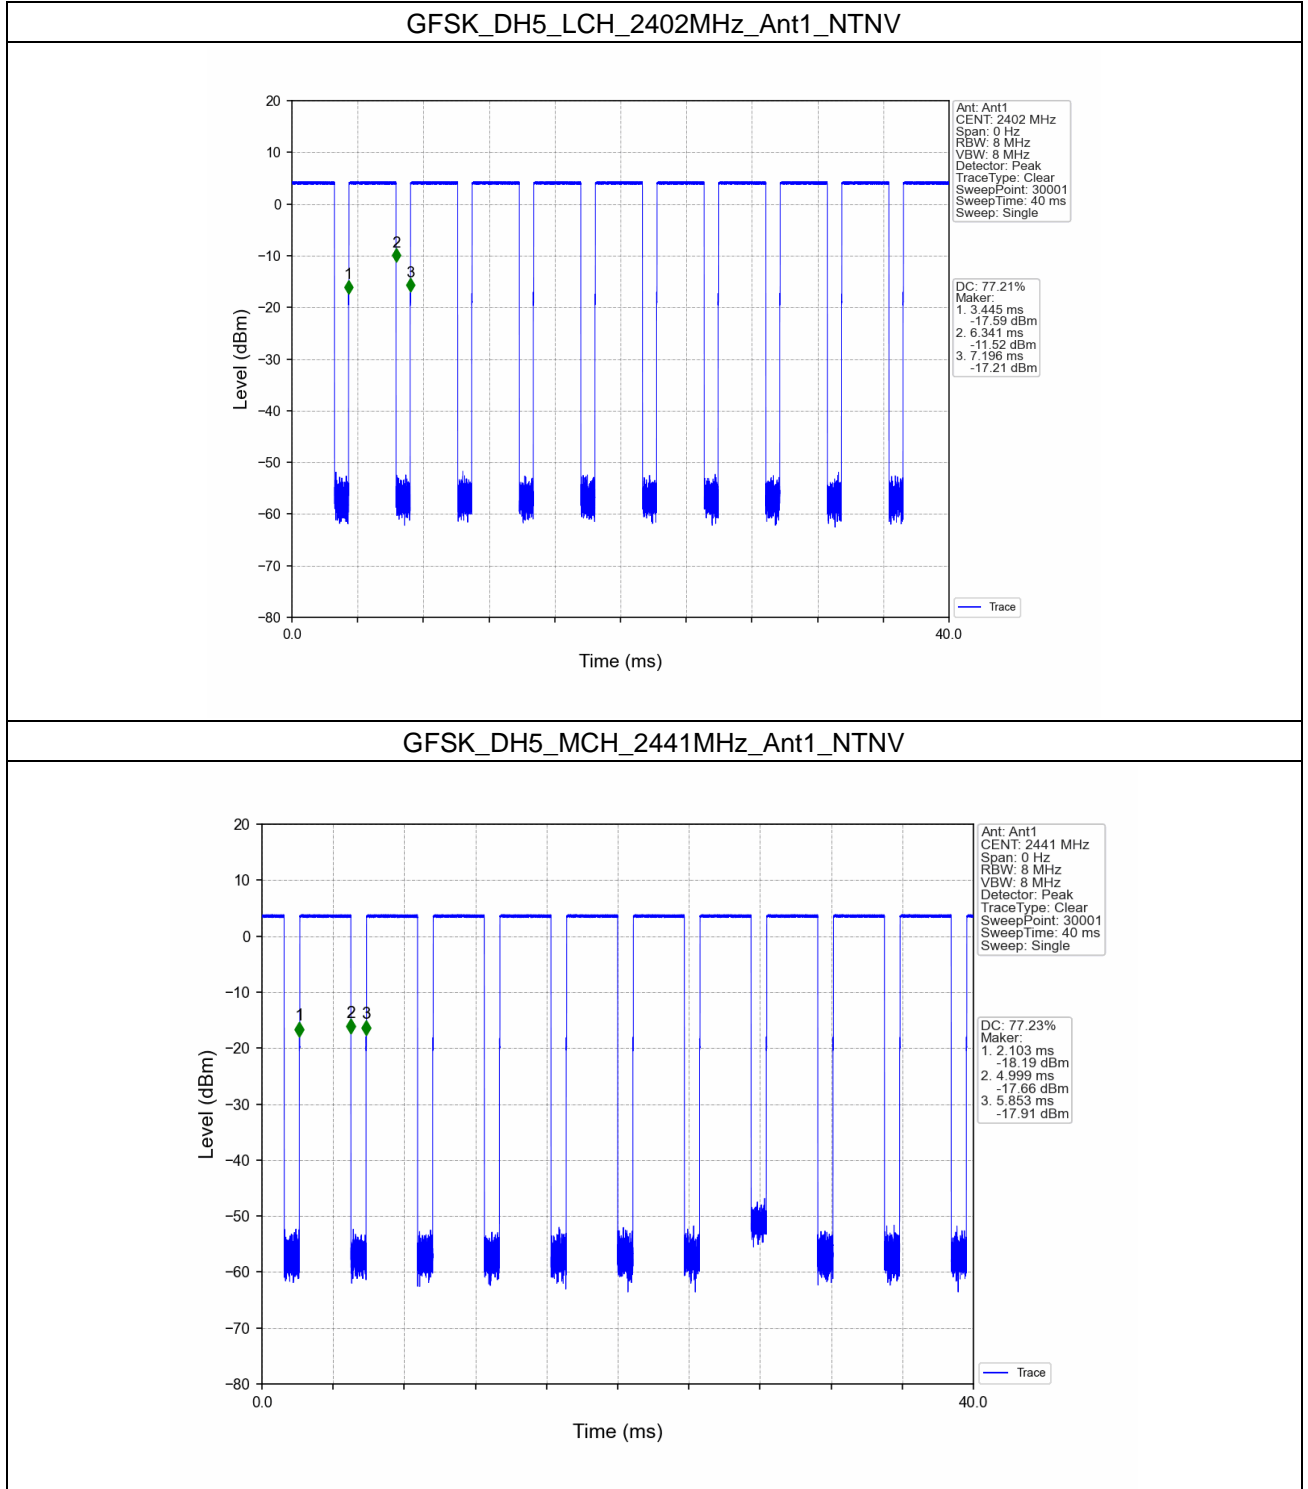 GFSK_DH5_LCH_2402MHz_Ant1_NTNV
20
10
0
−10
−20
−30
−40
−50
−60
−70
−80
Level (dBm)
0.0
40.0
Time (ms)
1
2
3
Ant: Ant1
CENT: 2402 MHz
Span: 0 Hz
RBW: 8 MHz
VBW: 8 MHz
Detector: Peak
TraceType: Clear
SweepPoint: 30001
SweepTime: 40 ms
Sweep: Single
DC: 77.21%
Maker:
1. 3.445 ms
-17.59 dBm
2. 6.341 ms
-11.52 dBm
3. 7.196 ms
-17.21 dBm
Trace
GFSK_DH5_MCH_2441MHz_Ant1_NTNV
20
10
0
−10
−20
−30
−40
−50
−60
−70
−80
Level (dBm)
0.0
40.0
Time (ms)
1
2
3
Ant: Ant1
CENT: 2441 MHz
Span: 0 Hz
RBW: 8 MHz
VBW: 8 MHz
Detector: Peak
TraceType: Clear
SweepPoint: 30001
SweepTime: 40 ms
Sweep: Single
DC: 77.23%
Maker:
1. 2.103 ms
-18.19 dBm
2. 4.999 ms
-17.66 dBm
3. 5.853 ms
-17.91 dBm
Trace